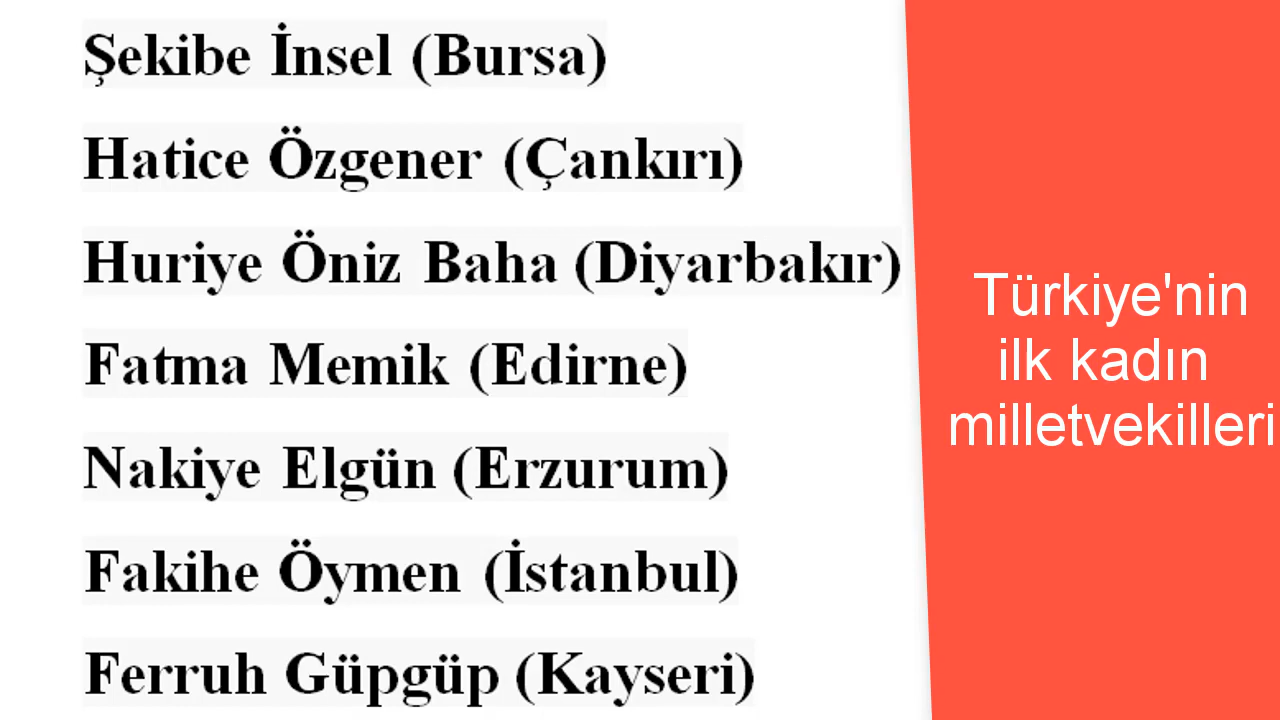 Şekibe İnsel (Bursa)
Hatice Özgener (Çankırı)
Huriye Öniz Baha (Diyarbakır)
Fatma Memik (Edirne)
Nakiye Elgün (Erzurum)
Fakihe Öymen (İstanbul)
Ferruh Güpgüp (Kayseri)
Türkiye'nin
ilk kadın
milletvekilleri